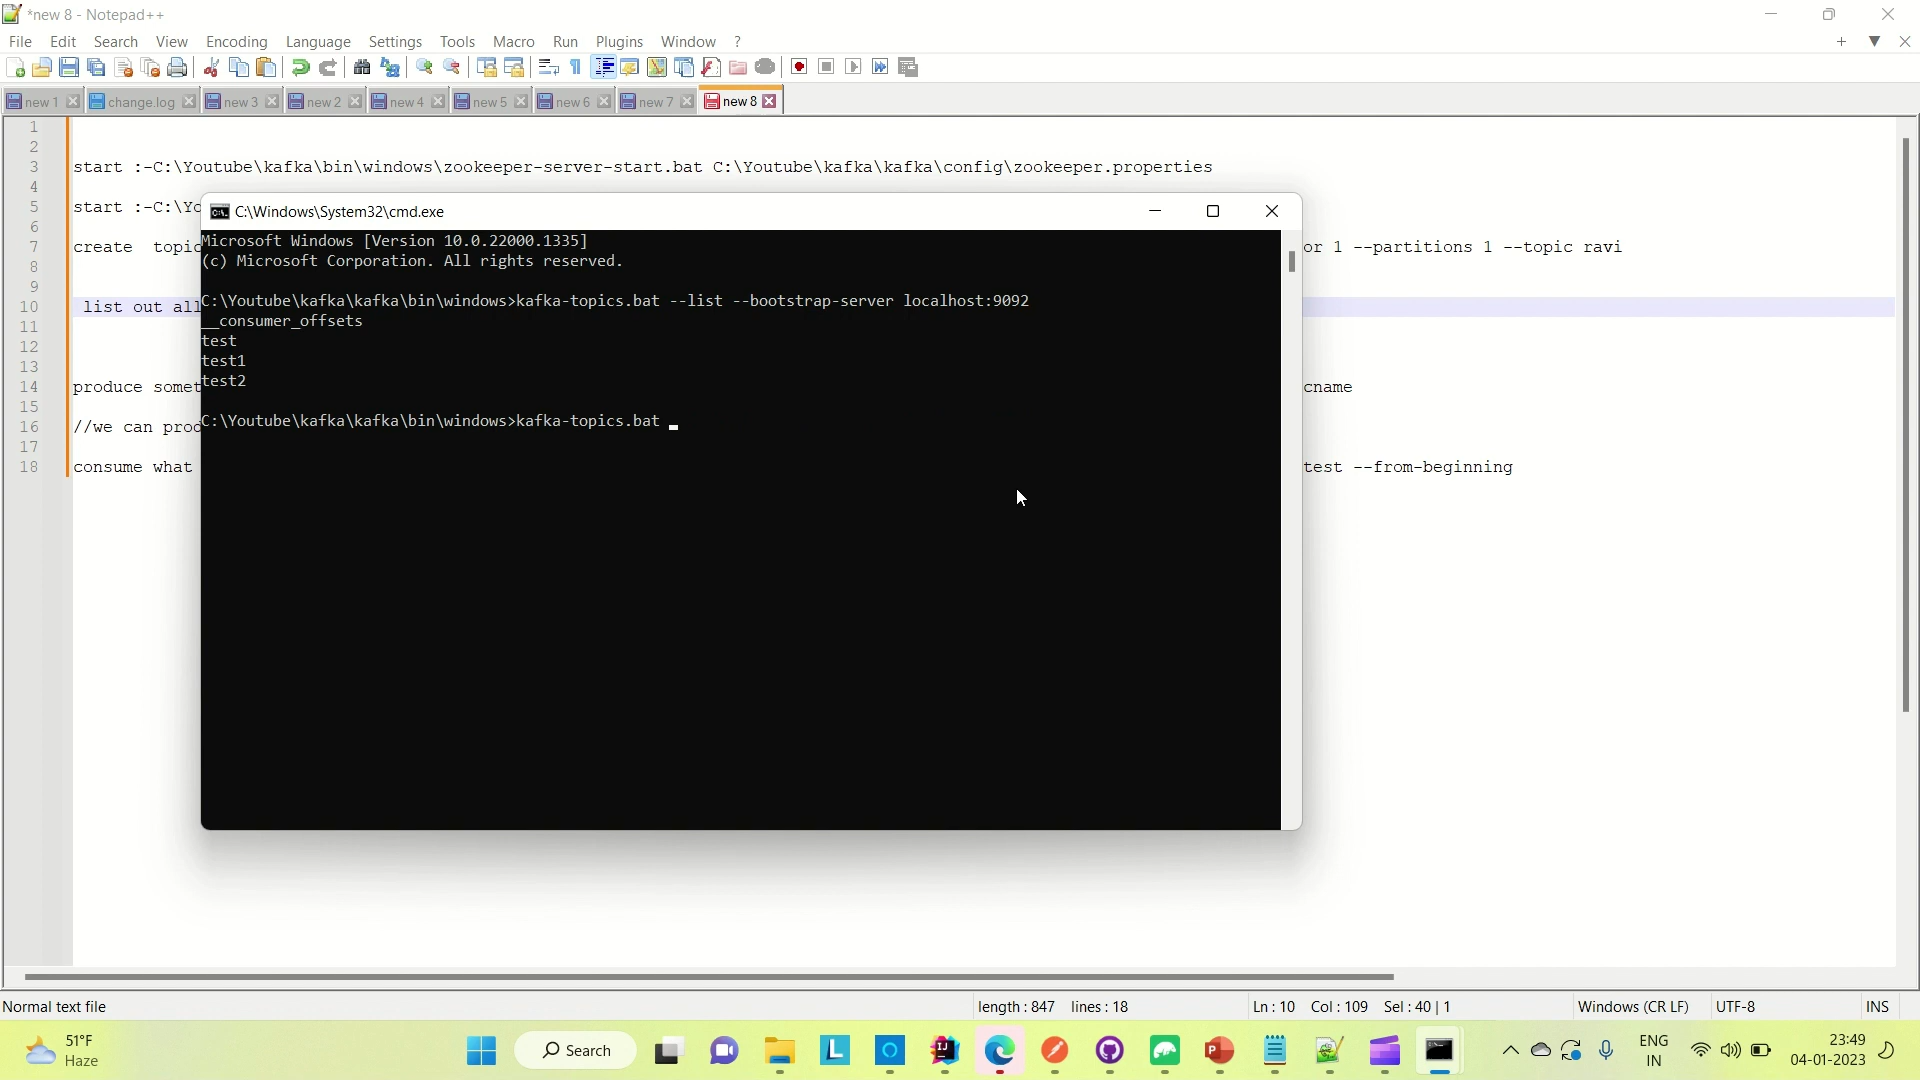 *new 8 - Notepad++
File Edit Search View Encoding Language Settings Tools Macro Run Plugins Window ?
new 1 change.log new 3 new 2 new 4 new 5 new 6 new 7 new 8
1
2
3 start :-C:\Youtube\kafka\bin\windows\zookeeper-server-start.bat C:\Youtube\kafka\kafka\config\zookeeper.properties
4
5 start :-C:\Yo
6
7 create topic or 1 --partitions 1 --topic ravi
8
9
10 list out all
11
12
13
14 produce somet cname
15
16 //we can prod
17
18 consume what test --from-beginning
C:\Windows\System32\cmd.exe
Microsoft Windows [Version 10.0.22000.1335]
(c) Microsoft Corporation. All rights reserved.
C:\Youtube\kafka\kafka\bin\windows>kafka-topics.bat --list --bootstrap-server localhost:9092
__consumer_offsets
test
test1
test2
C:\Youtube\kafka\kafka\bin\windows>kafka-topics.bat
Normal text file length : 847 lines : 18 Ln : 10 Col : 109 Sel : 40 | 1 Windows (CR LF) UTF-8 INS
51°F
Haze
Search
ENG
IN
23:49
04-01-2023